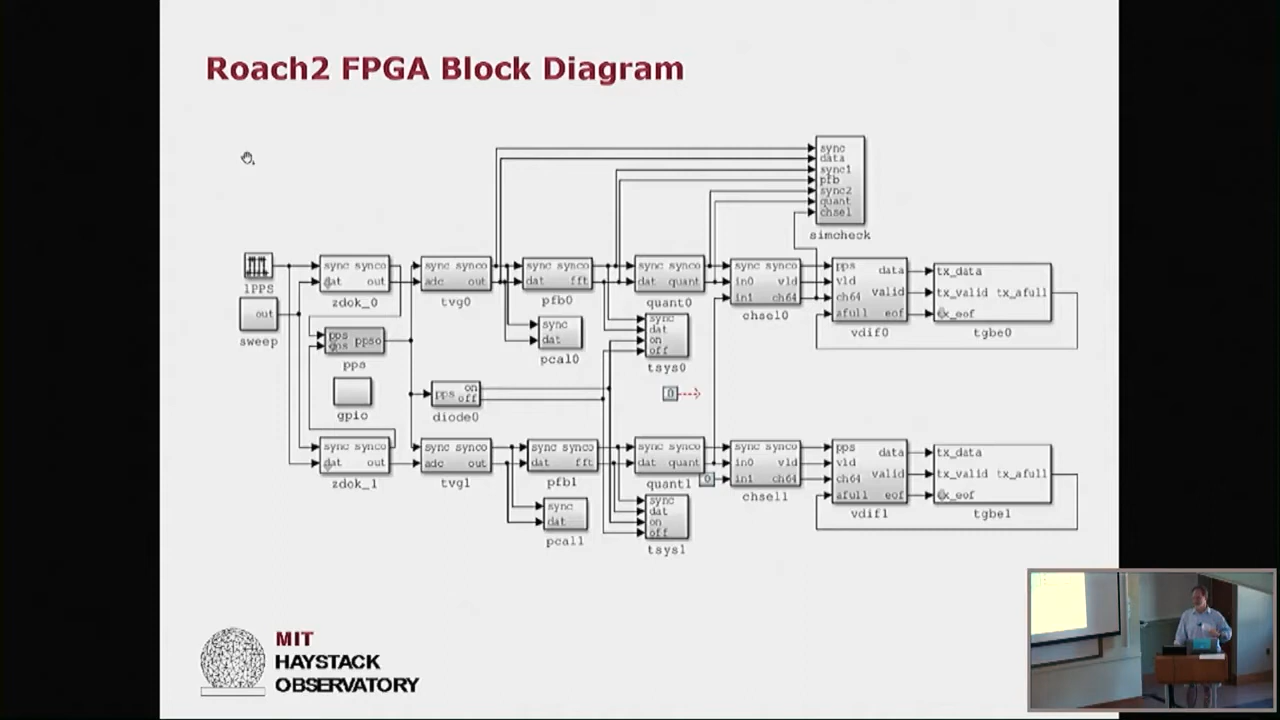 Roach2 FPGA Block Diagram
sync
data
sync1
pfb
sync2
quant
chsel
simcheck
1PPS
out
sweep
sync synco
dat out
zdok_0
sync synco
adc out
tvg0
sync synco
dat fft
pfb0
sync synco
dat quant
quant0
sync synco
in0 vld
in1 ch64
chsel0
pps data
vld
valid
ch64
afull eof
vdif0
tx_data
tx_valid tx_afull
tx_eof
tgbe0
pps ppso
pps
gpio
sync
dat
pcal0
sync
dat
on
off
tsys0
0
pps on
off
diode0
sync synco
dat out
zdok_1
sync synco
adc out
tvg1
sync synco
dat fft
pfb1
sync synco
dat quant
quant1
0
sync synco
in0 vld
in1 ch64
chsel1
pps data
vld
valid
ch64
afull eof
vdif1
tx_data
tx_valid tx_afull
tx_eof
tgbe1
sync
dat
pcal1
sync
dat
on
off
tsys1
MIT
HAYSTACK
OBSERVATORY